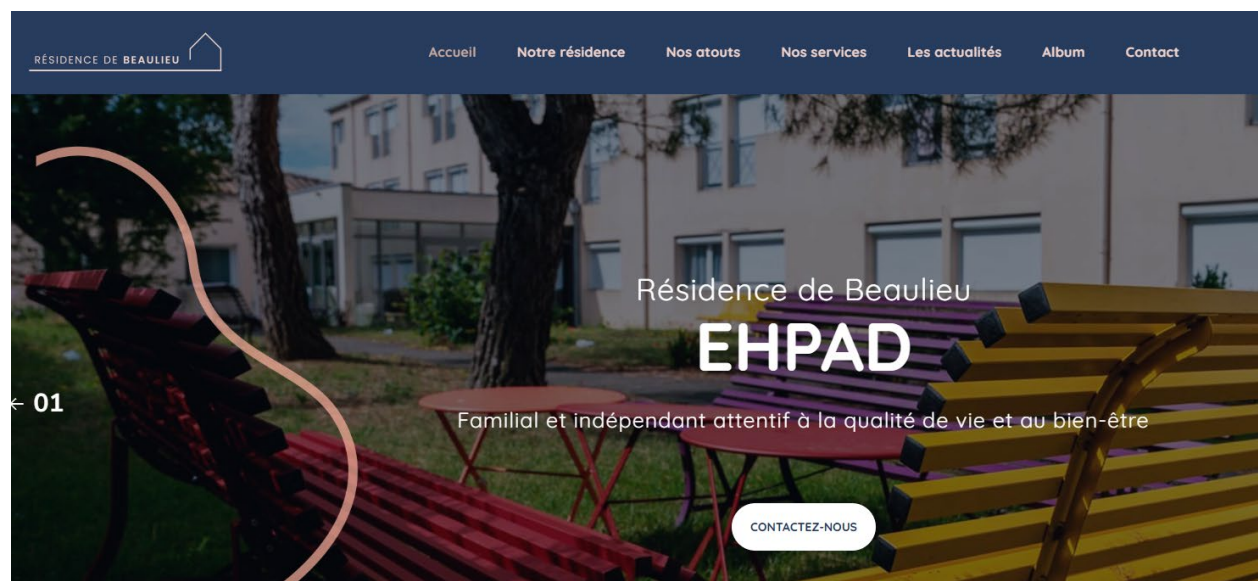 RÉSIDENCE DE BEAULIEU
Accueil Notre résidence Nos atouts Nos services Les actualités Album Contact
Résidence de Beaulieu
EHPAD
← 01
Familial et indépendant attentif à la qualité de vie et au bien-être
CONTACTEZ-NOUS